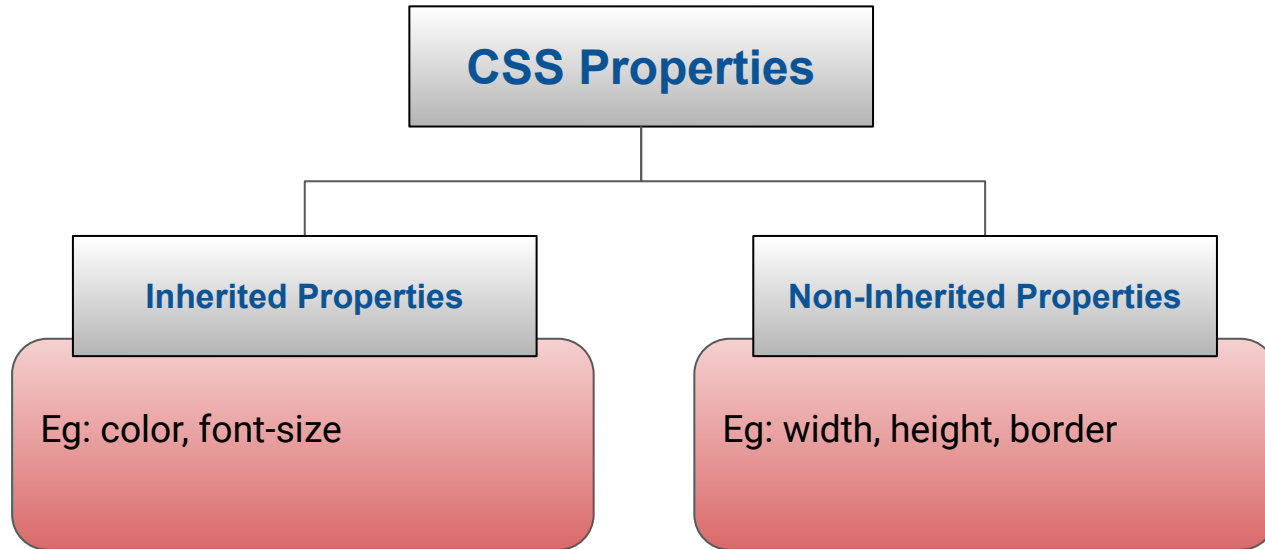 CSS Properties
Inherited Properties
Non-Inherited Properties
Eg: color, font-size
Eg: width, height, border